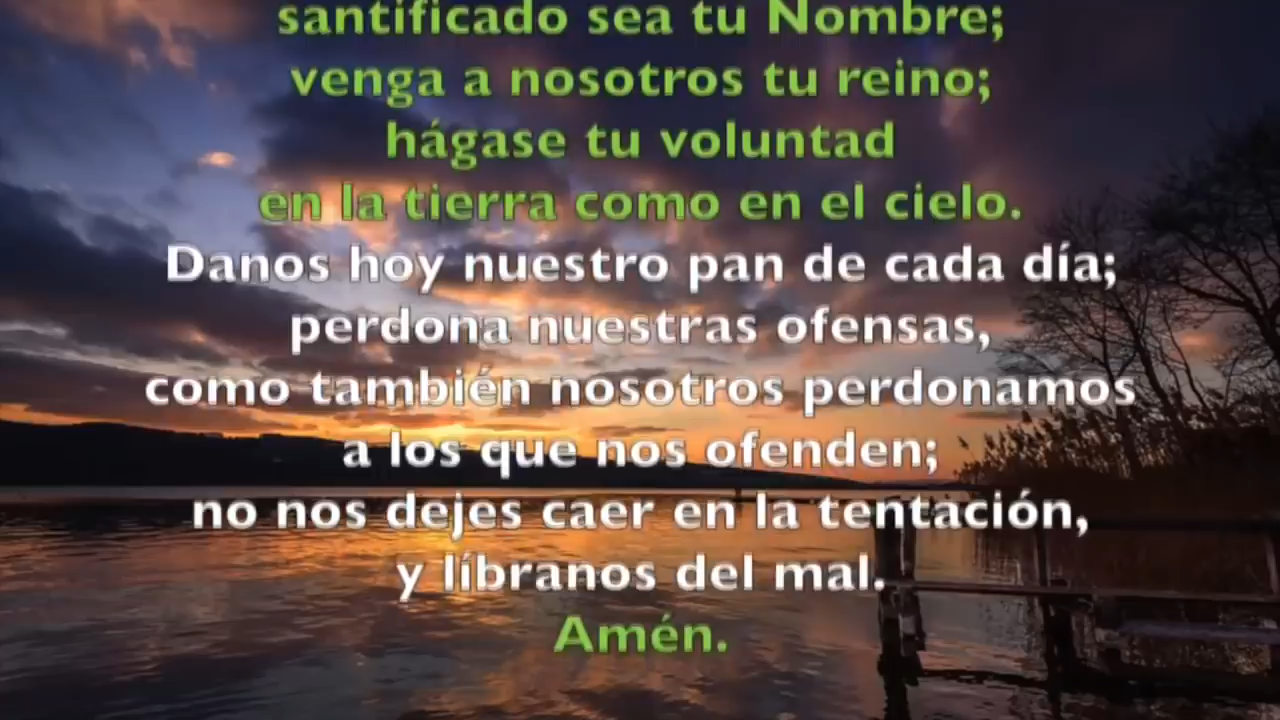 santificado sea tu Nombre;
venga a nosotros tu reino;
hágase tu voluntad
en la tierra como en el cielo.
Danos hoy nuestro pan de cada día;
perdona nuestras ofensas,
como también nosotros perdonamos
a los que nos ofenden;
no nos dejes caer en la tentación,
y líbranos del mal.
Amén.